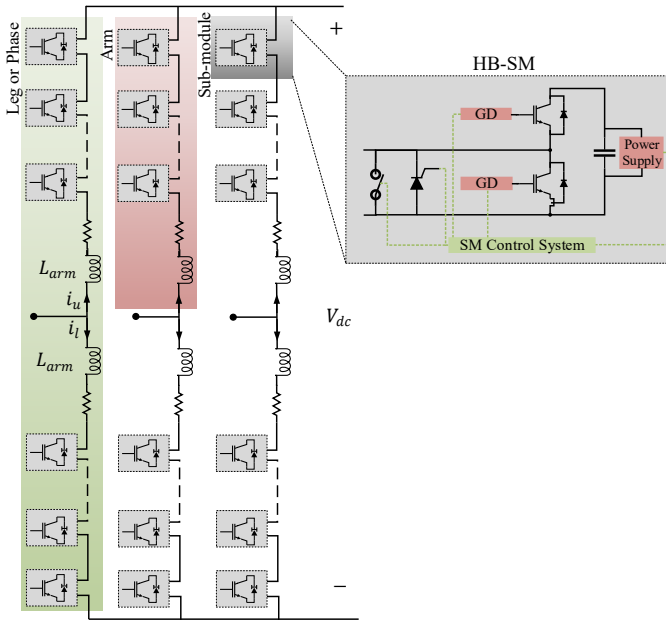 Leg or Phase
Arm
Sub-module
+
HB-SM
GD
Power
Supply
GD
SM Control System
L_arm
i_u
V_dc
i_l
L_arm
−